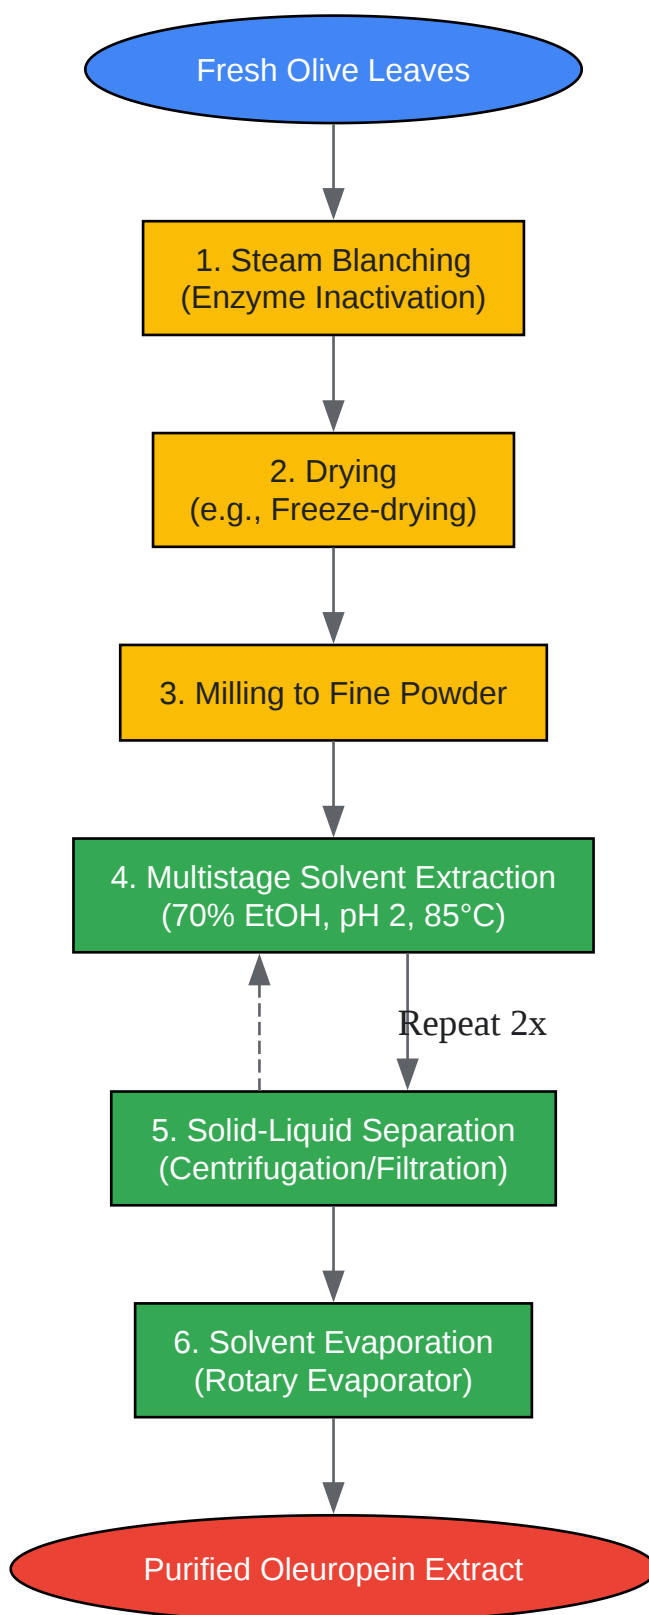 Fresh Olive Leaves
1. Steam Blanching
(Enzyme Inactivation)
2. Drying
(e.g., Freeze-drying)
3. Milling to Fine Powder
4. Multistage Solvent Extraction
(70% EtOH, pH 2, 85°C)
Repeat 2x
5. Solid-Liquid Separation
(Centrifugation/Filtration)
6. Solvent Evaporation
(Rotary Evaporator)
Purified Oleuropein Extract